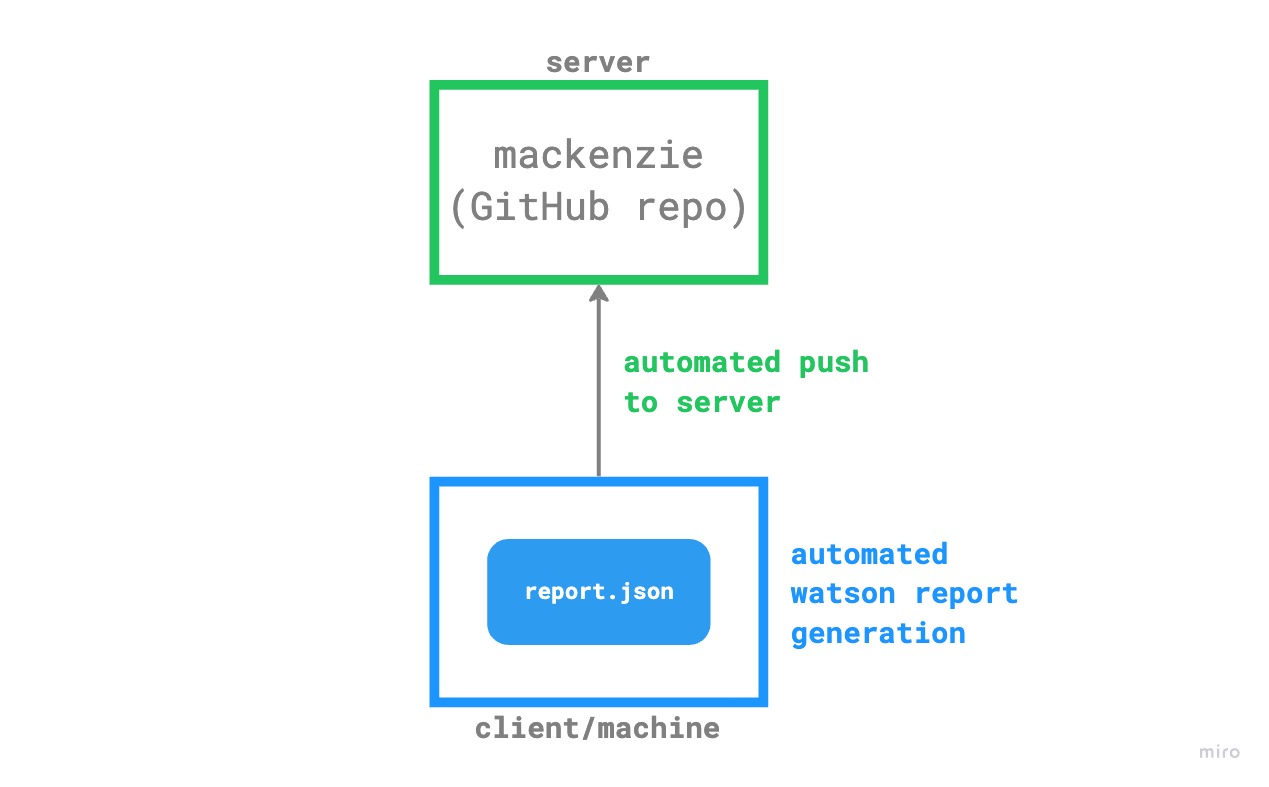 server
mackenzie
(GitHub repo)
automated push
to server
report.json
automated
watson report
generation
client/machine
miro